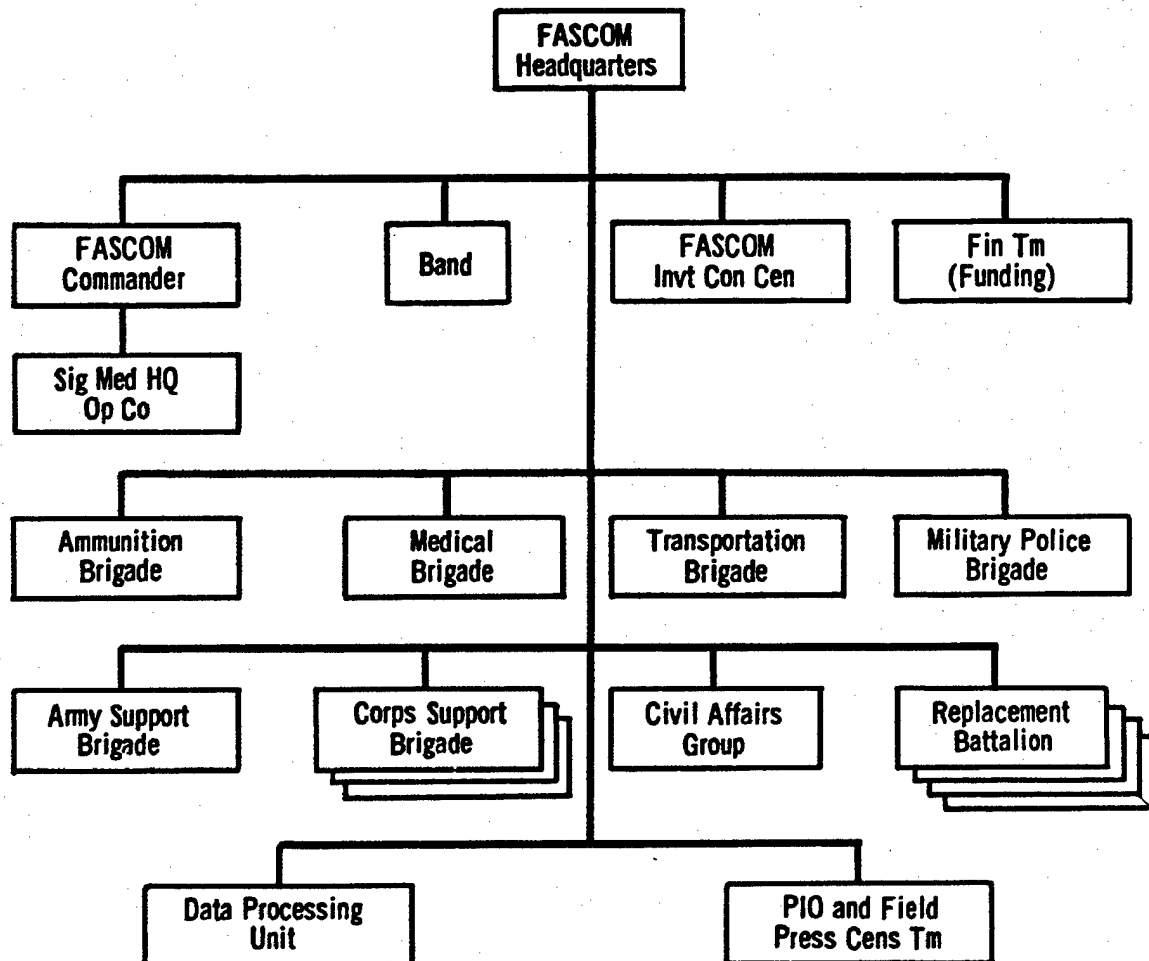 FASCOM
Headquarters
FASCOM
Commander
Band
FASCOM
Invt Con Cen
Fin Tm
(Funding)
Sig Med HQ
Op Co
Ammunition
Brigade
Medical
Brigade
Transportation
Brigade
Military Police
Brigade
Army Support
Brigade
Corps Support
Brigade
Civil Affairs
Group
Replacement
Battalion
Data Processing
Unit
PIO and Field
Press Cens Tm